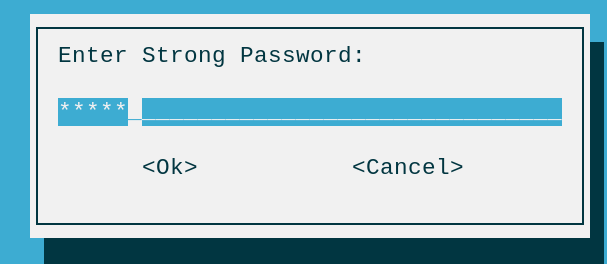 Enter Strong Password:
*****
<Ok> <Cancel>